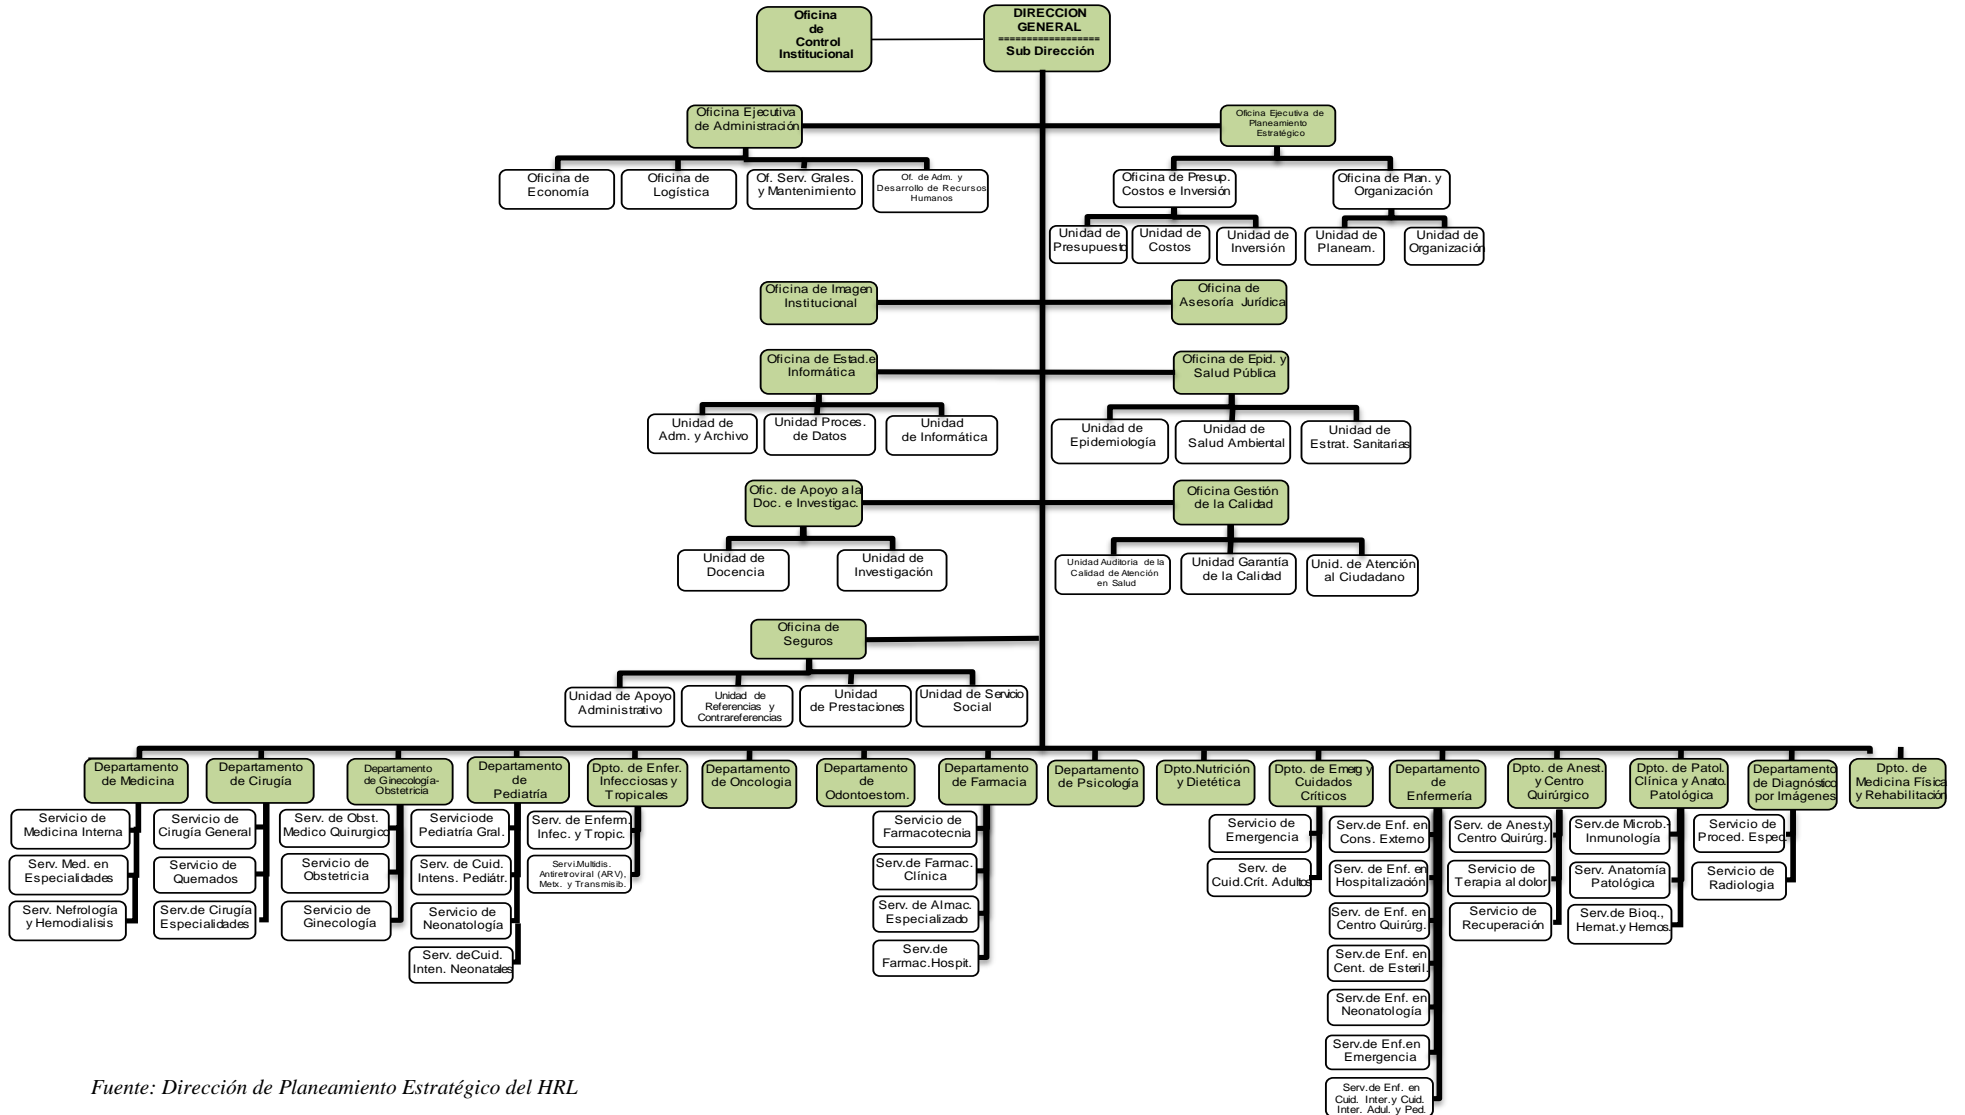 Oficina
de
Control
Institucional
DIRECCION
GENERAL
==================
Sub Dirección
Oficina Ejecutiva
de Administración
Oficina Ejecutiva de
Planeamiento
Estratégico
Oficina de
Economía
Oficina de
Logística
Of. Serv. Grales.
y Mantenimiento
Of. de Adm. y
Desarrollo de Recursos
Humanos
Oficina de Presup.
Costos e Inversión
Oficina de Plan. y
Organización
Unidad de
Presupuesto
Unidad de
Costos
Unidad de
Inversión
Unidad de
Planeam.
Unidad de
Organización
Oficina de Imagen
Institucional
Oficina de
Asesoría Jurídica
Oficina de Estad.e
Informática
Oficina de Epid. y
Salud Pública
Unidad de
Adm. y Archivo
Unidad Proces.
de Datos
Unidad
de Informática
Unidad de
Epidemiología
Unidad de
Salud Ambiental
Unidad de
Estrat. Sanitarias
Ofic. de Apoyo a la
Doc. e Investigac.
Oficina Gestión
de la Calidad
Unidad de
Docencia
Unidad de
Investigación
Unidad Auditoria de la
Calidad de Atención
en Salud
Unidad Garantía
de la Calidad
Unid. de Atención
al Ciudadano
Oficina de
Seguros
Unidad de Apoyo
Administrativo
Unidad de
Referencias y
Contrareferencias
Unidad
de Prestaciones
Unidad de Servicio
Social
Departamento
de Medicina
Departamento
de Cirugía
Departamento
de Ginecología-
Obstetricia
Departamento
de
Pediatría
Dpto. de Enfer.
Infecciosas y
Tropicales
Departamento
de Oncología
Departamento
de
Odontoestom.
Departamento
de Farmacia
Departamento
de Psicología
Dpto.Nutrición
y Dietética
Dpto. de Emerg y
Cuidados
Críticos
Departamento
de
Enfermería
Dpto. de Anest.
y Centro
Quirúrgico
Dpto. de Patol.
Clínica y Anato.
Patológica
Departamento
de Diagnóstico
por Imágenes
Dpto. de
Medicina Física
y Rehabilitación
Servicio de
Medicina Interna
Serv. Med. en
Especialidades
Serv. Nefrología
y Hemodialisis
Servicio de
Cirugía General
Servicio de
Quemados
Serv.de Cirugía
Especialidades
Serv. de Obst.
Medico Quirurgico
Servicio de
Obstetricia
Servicio de
Ginecología
Serviciode
Pediatría Gral.
Serv. de Cuid.
Intens. Pediátr.
Servicio de
Neonatología
Serv. deCuid.
Inten. Neonatales
Serv. de Enferm.
Infec. y Tropic.
Servi.Multidis.
Antiretroviral (ARV),
Metx. y Transmisib.
Servicio de
Farmacotecnia
Serv.de Farmac.
Clínica
Serv. de Almac.
Especializado
Serv.de
Farmac.Hospit.
Servicio de
Emergencia
Serv. de
Cuid.Crít. Adultos
Serv.de Enf. en
Cons. Externo
Serv.de Enf. en
Hospitalización
Serv. de Enf. en
Centro Quirúrg.
Serv.de Enf. en
Cent. de Esteril.
Serv.de Enf. en
Neonatología
Serv.de Enf.en
Emergencia
Serv.de Enf. en
Cuid. Inter.y Cuid.
Inter. Adul. y Ped.
Serv. de Anest.y
Centro Quirúrg.
Servicio de
Terapia al dolor
Servicio de
Recuperación
Serv.de Microb.-
Inmunología
Serv. Anatomía
Patológica
Serv.de Bioq.,
Hemat.y Hemos.
Servicio de
Proced. Espec.
Servicio de
Radiologia
Fuente: Dirección de Planeamiento Estratégico del HRL